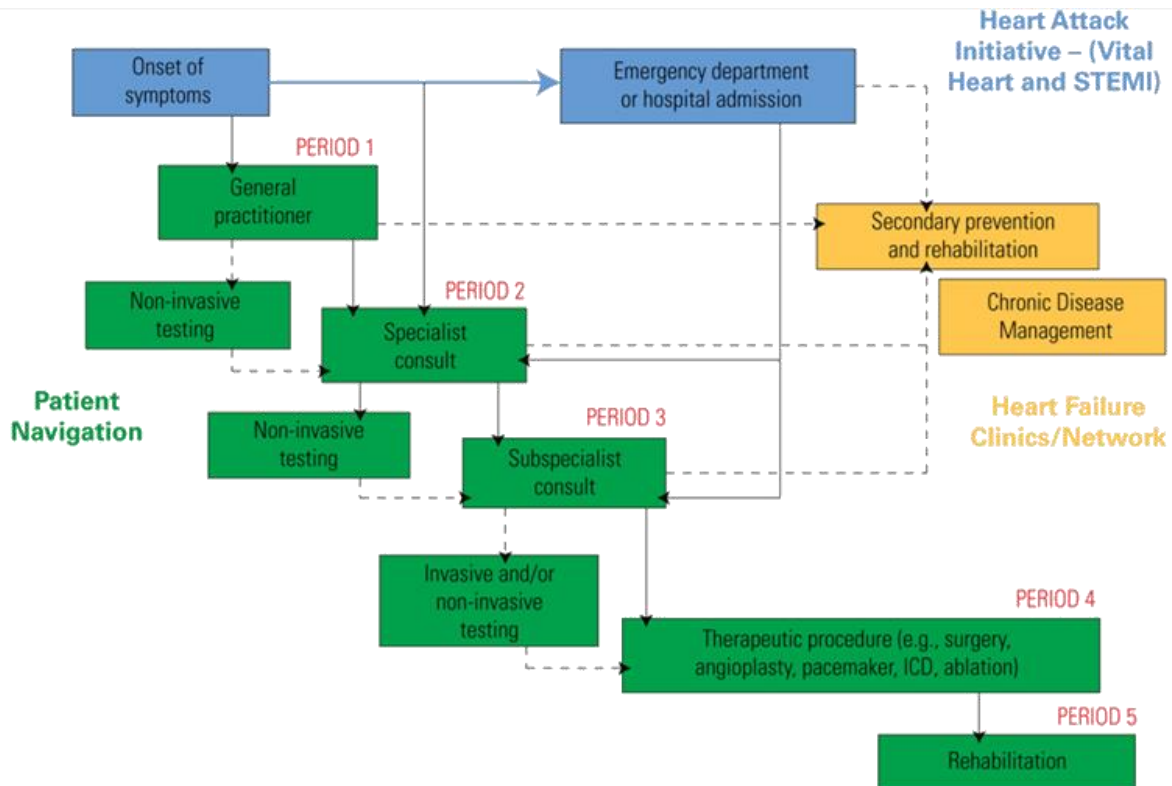 Heart Attack
Initiative – (Vital
Heart and STEMI)
Onset of
symptoms
Emergency department
or hospital admission
PERIOD 1
General
practitioner
Secondary prevention
and rehabilitation
Non-invasive
testing
PERIOD 2
Specialist
consult
Chronic Disease
Management
Patient
Navigation
Non-invasive
testing
PERIOD 3
Subspecialist
consult
Heart Failure
Clinics/Network
Invasive and/or
non-invasive
testing
PERIOD 4
Therapeutic procedure (e.g., surgery,
angioplasty, pacemaker, ICD, ablation)
PERIOD 5
Rehabilitation